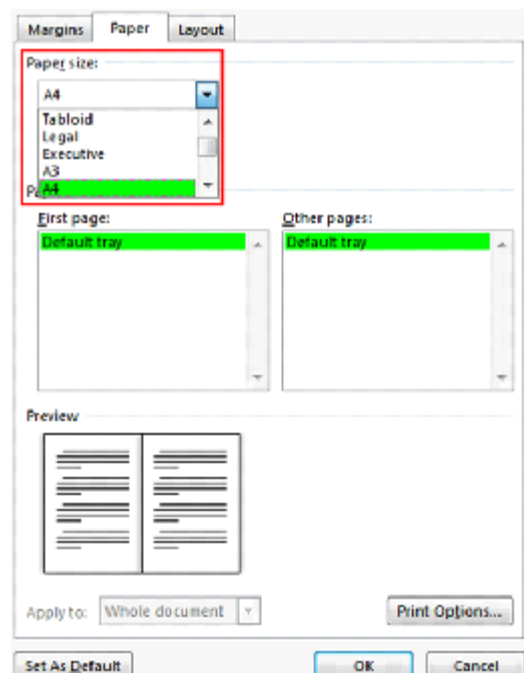 Margins Paper Layout
Paper size:
A4
Tabloid
Legal
Executive
A3
A4
First page: Other pages:
Default tray Default tray
Preview
Apply to: Whole document Print Options...
Set As Default OK Cancel